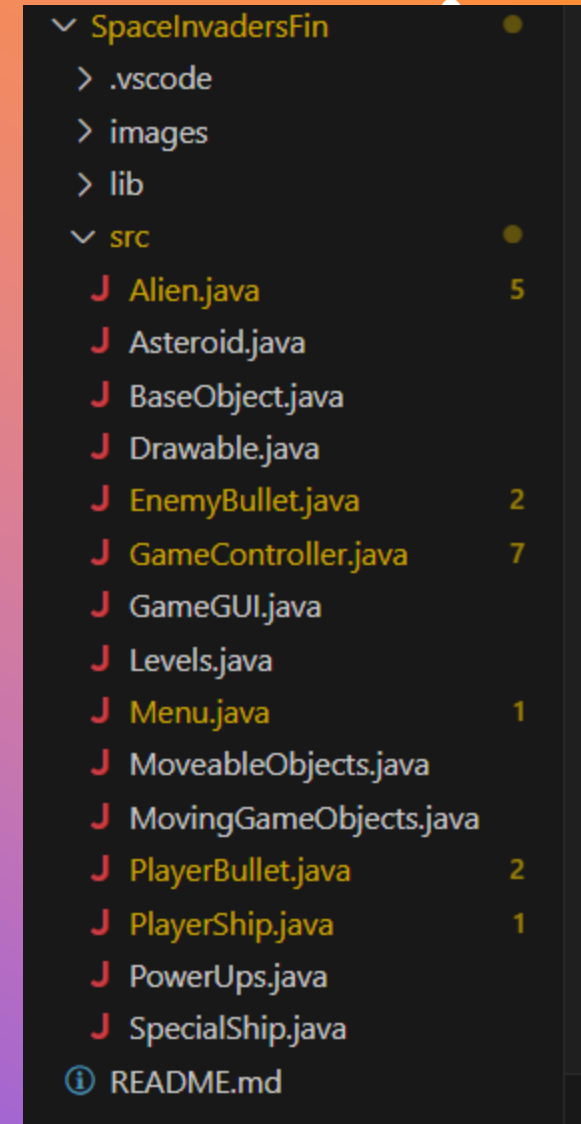 SpaceInvadersFin
.vscode
images
lib
src
J Alien.java 5
J Asteroid.java
J BaseObject.java
J Drawable.java
J EnemyBullet.java 2
J GameController.java 7
J GameGUI.java
J Levels.java
J Menu.java 1
J MoveableObjects.java
J MovingGameObjects.java
J PlayerBullet.java 2
J PlayerShip.java 1
J PowerUps.java
J SpecialShip.java
README.md